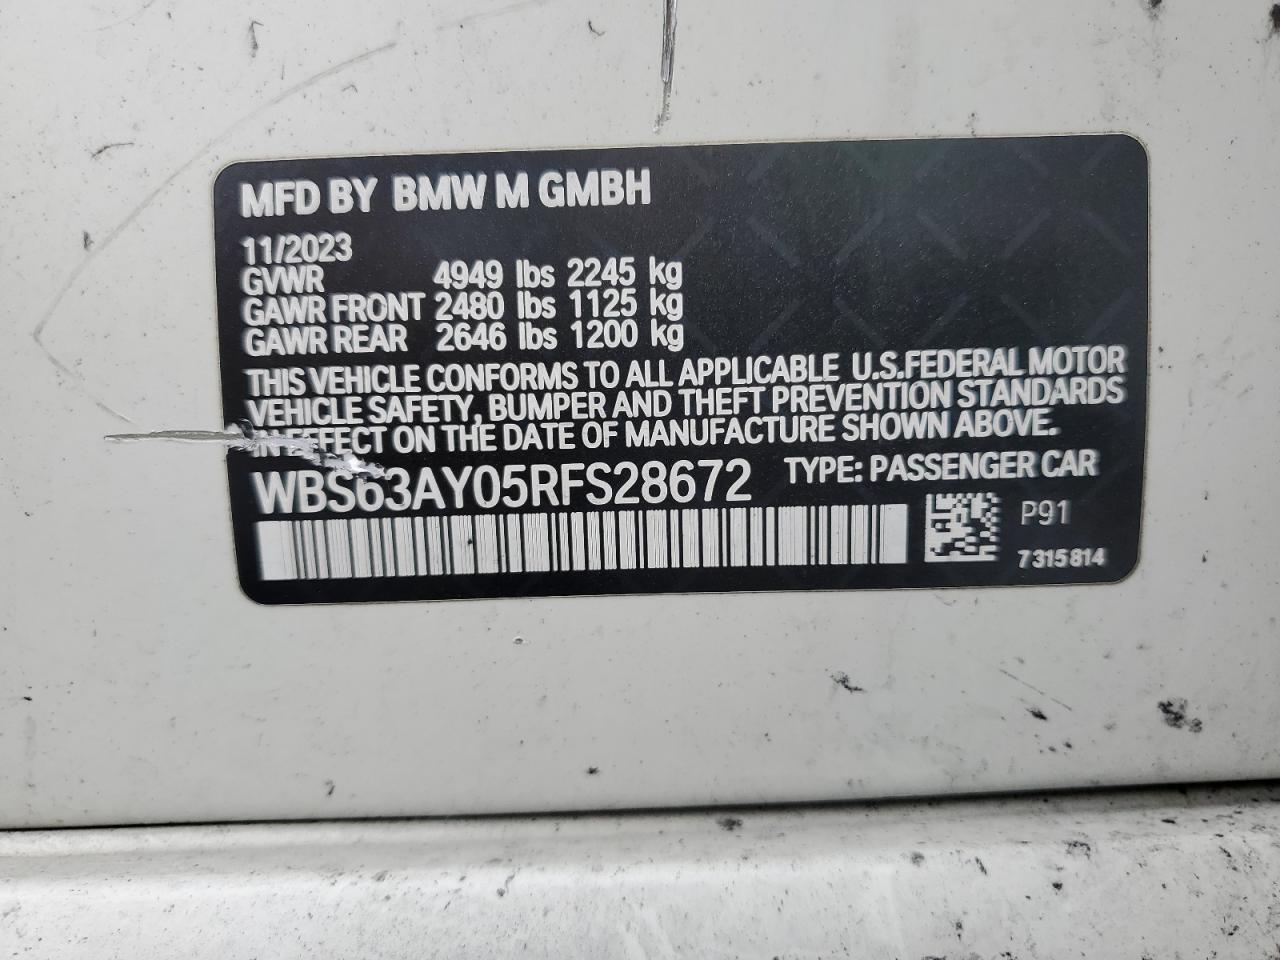 MFD BY BMW M GMBH
11/2023
GVWR 4949 lbs 2245 kg
GAWR FRONT 2480 lbs 1125 kg
GAWR REAR 2646 lbs 1200 kg
THIS VEHICLE CONFORMS TO ALL APPLICABLE U.S.FEDERAL MOTOR
VEHICLE SAFETY, BUMPER AND THEFT PREVENTION STANDARDS
IN EFFECT ON THE DATE OF MANUFACTURE SHOWN ABOVE.
WBS63AY05RFS28672 TYPE: PASSENGER CAR
P91
7315814